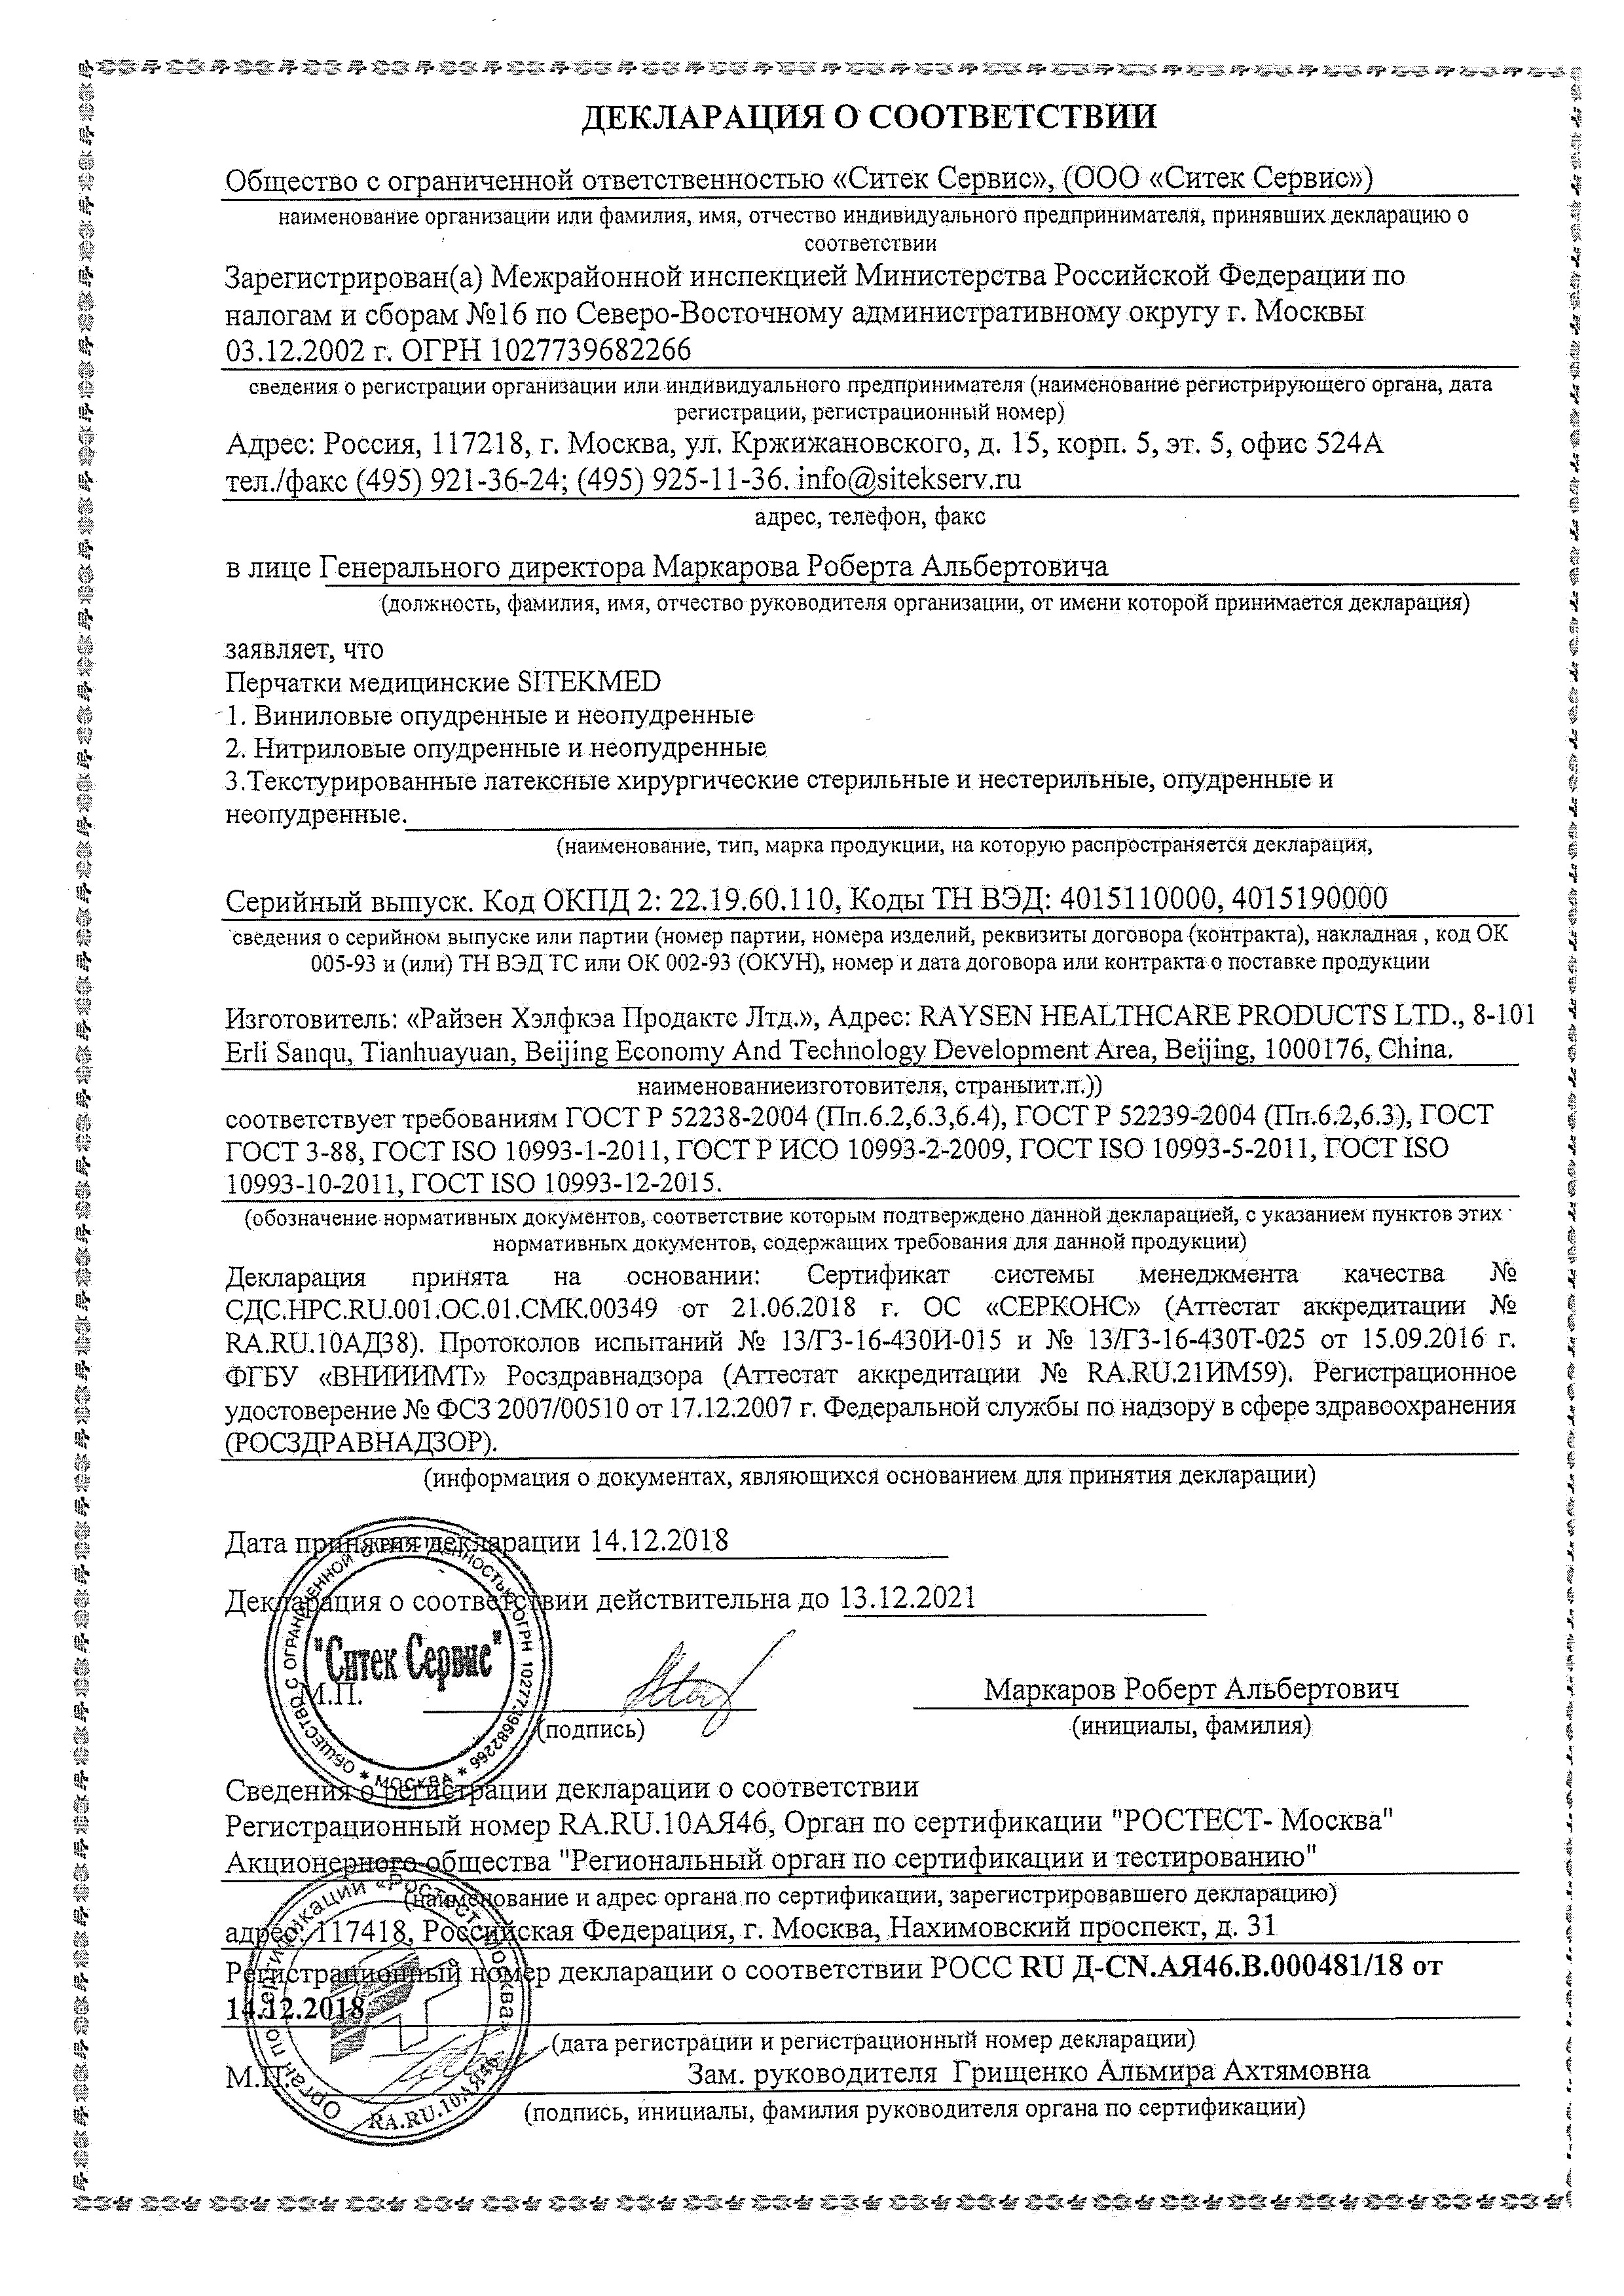 ДЕКЛАРАЦИЯ О СООТВЕТСТВИИ
Общество с ограниченной ответственностью «Ситек Сервис», (ООО «Ситек Сервис»)
наименование организации или фамилия, имя, отчество индивидуального предпринимателя, принявших декларацию о
соответствии
Зарегистрирован(а) Межрайонной инспекцией Министерства Российской Федерации по
налогам и сборам №16 по Северо-Восточному административному округу г. Москвы
03.12.2002 г. ОГРН 1027739682266
сведения о регистрации организации или индивидуального предпринимателя (наименование регистрирующего органа, дата
регистрации, регистрационный номер)
Адрес: Россия, 117218, г. Москва, ул. Кржижановского, д. 15, корп. 5, эт. 5, офис 524А
тел./факс (495) 921-36-24; (495) 925-11-36. info@sitekserv.ru
адрес, телефон, факс
в лице Генерального директора Маркарова Роберта Альбертовича
(должность, фамилия, имя, отчество руководителя организации, от имени которой принимается декларация)
заявляет, что
Перчатки медицинские SITEKMED
1. Виниловые опудренные и неопудренные
2. Нитриловые опудренные и неопудренные
3.Текстурированные латексные хирургические стерильные и нестерильные, опудренные и
неопудренные.
(наименование, тип, марка продукции, на которую распространяется декларация,
Серийный выпуск. Код ОКПД 2: 22.19.60.110, Коды ТН ВЭД: 4015110000, 4015190000
сведения о серийном выпуске или партии (номер партии, номера изделий, реквизиты договора (контракта), накладная , код ОК
005-93 и (или) ТН ВЭД ТС или ОК 002-93 (ОКУН), номер и дата договора или контракта о поставке продукции
Изготовитель: «Райзен Хэлфкэа Продактс Лтд.», Адрес: RAYSEN HEALTHCARE PRODUCTS LTD., 8-101
Erli Sanqu, Tianhuayuan, Beijing Economy And Technology Development Area, Beijing, 1000176, China.
наименованиеизготовителя, страныит.п.))
соответствует требованиям ГОСТ Р 52238-2004 (Пп.6.2,6.3,6.4), ГОСТ Р 52239-2004 (Пп.6.2,6.3), ГОСТ
ГОСТ 3-88, ГОСТ ISO 10993-1-2011, ГОСТ Р ИСО 10993-2-2009, ГОСТ ISO 10993-5-2011, ГОСТ ISO
10993-10-2011, ГОСТ ISO 10993-12-2015.
(обозначение нормативных документов, соответствие которым подтверждено данной декларацией, с указанием пунктов этих
нормативных документов, содержащих требования для данной продукции)
Декларация принята на основании: Сертификат системы менеджмента качества №
СДС.НРС.RU.001.ОС.01.СМК.00349 от 21.06.2018 г. ОС «СЕРКОНС» (Аттестат аккредитации №
RA.RU.10АД38). Протоколов испытаний № 13/ГЗ-16-430И-015 и № 13/ГЗ-16-430Т-025 от 15.09.2016 г.
ФГБУ «ВНИИИМТ» Росздравнадзора (Аттестат аккредитации № RA.RU.21ИМ59). Регистрационное
удостоверение № ФСЗ 2007/00510 от 17.12.2007 г. Федеральной службы по надзору в сфере здравоохранения
(РОСЗДРАВНАДЗОР).
(информация о документах, являющихся основанием для принятия декларации)
Дата принятия декларации 14.12.2018
Декларация о соответствии действительна до 13.12.2021
ОБЩЕСТВО С ОГРАНИЧЕННОЙ ОТВЕТСТВЕННОСТЬЮ ОГРН 1027739682266 * МОСКВА *
"Ситек Сервис"
М.П.
Маркаров Роберт Альбертович
(подпись)
(инициалы, фамилия)
Сведения о регистрации декларации о соответствии
Регистрационный номер RA.RU.10АЯ46, Орган по сертификации "РОСТЕСТ- Москва"
Акционерного общества "Региональный орган по сертификации и тестированию"
(наименование и адрес органа по сертификации, зарегистрировавшего декларацию)
адрес: 117418, Российская Федерация, г. Москва, Нахимовский проспект, д. 31
Регистрационный номер декларации о соответствии РОСС RU Д-CN.АЯ46.В.000481/18 от
14.12.2018
(дата регистрации и регистрационный номер декларации)
М.П.
Зам. руководителя Грищенко Альмира Ахтямовна
(подпись, инициалы, фамилия руководителя органа по сертификации)
Орган по сертификации «Ростест-Москва»
RA.RU.10АЯ46